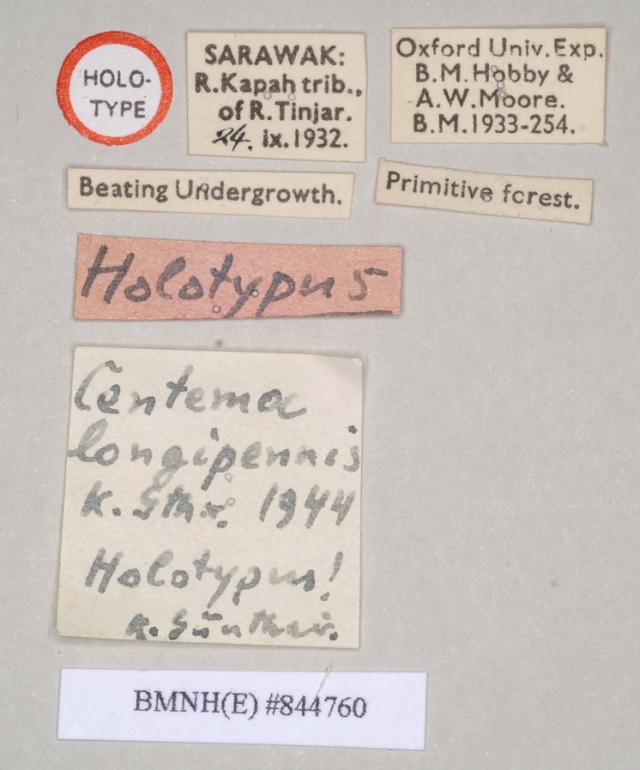 HOLO-
TYPE
SARAWAK:
R.Kapah trib.,
of R.Tinjar.
24. ix.1932.
Oxford Univ. Exp.
B.M.Hobby &
A.W.Moore.
B.M.1933-254.
Beating Undergrowth.
Primitive forest.
Holotypus
Centema
longipennis
K. Gthr. 1944
Holotypus!
K. Günther.
BMNH(E) #844760